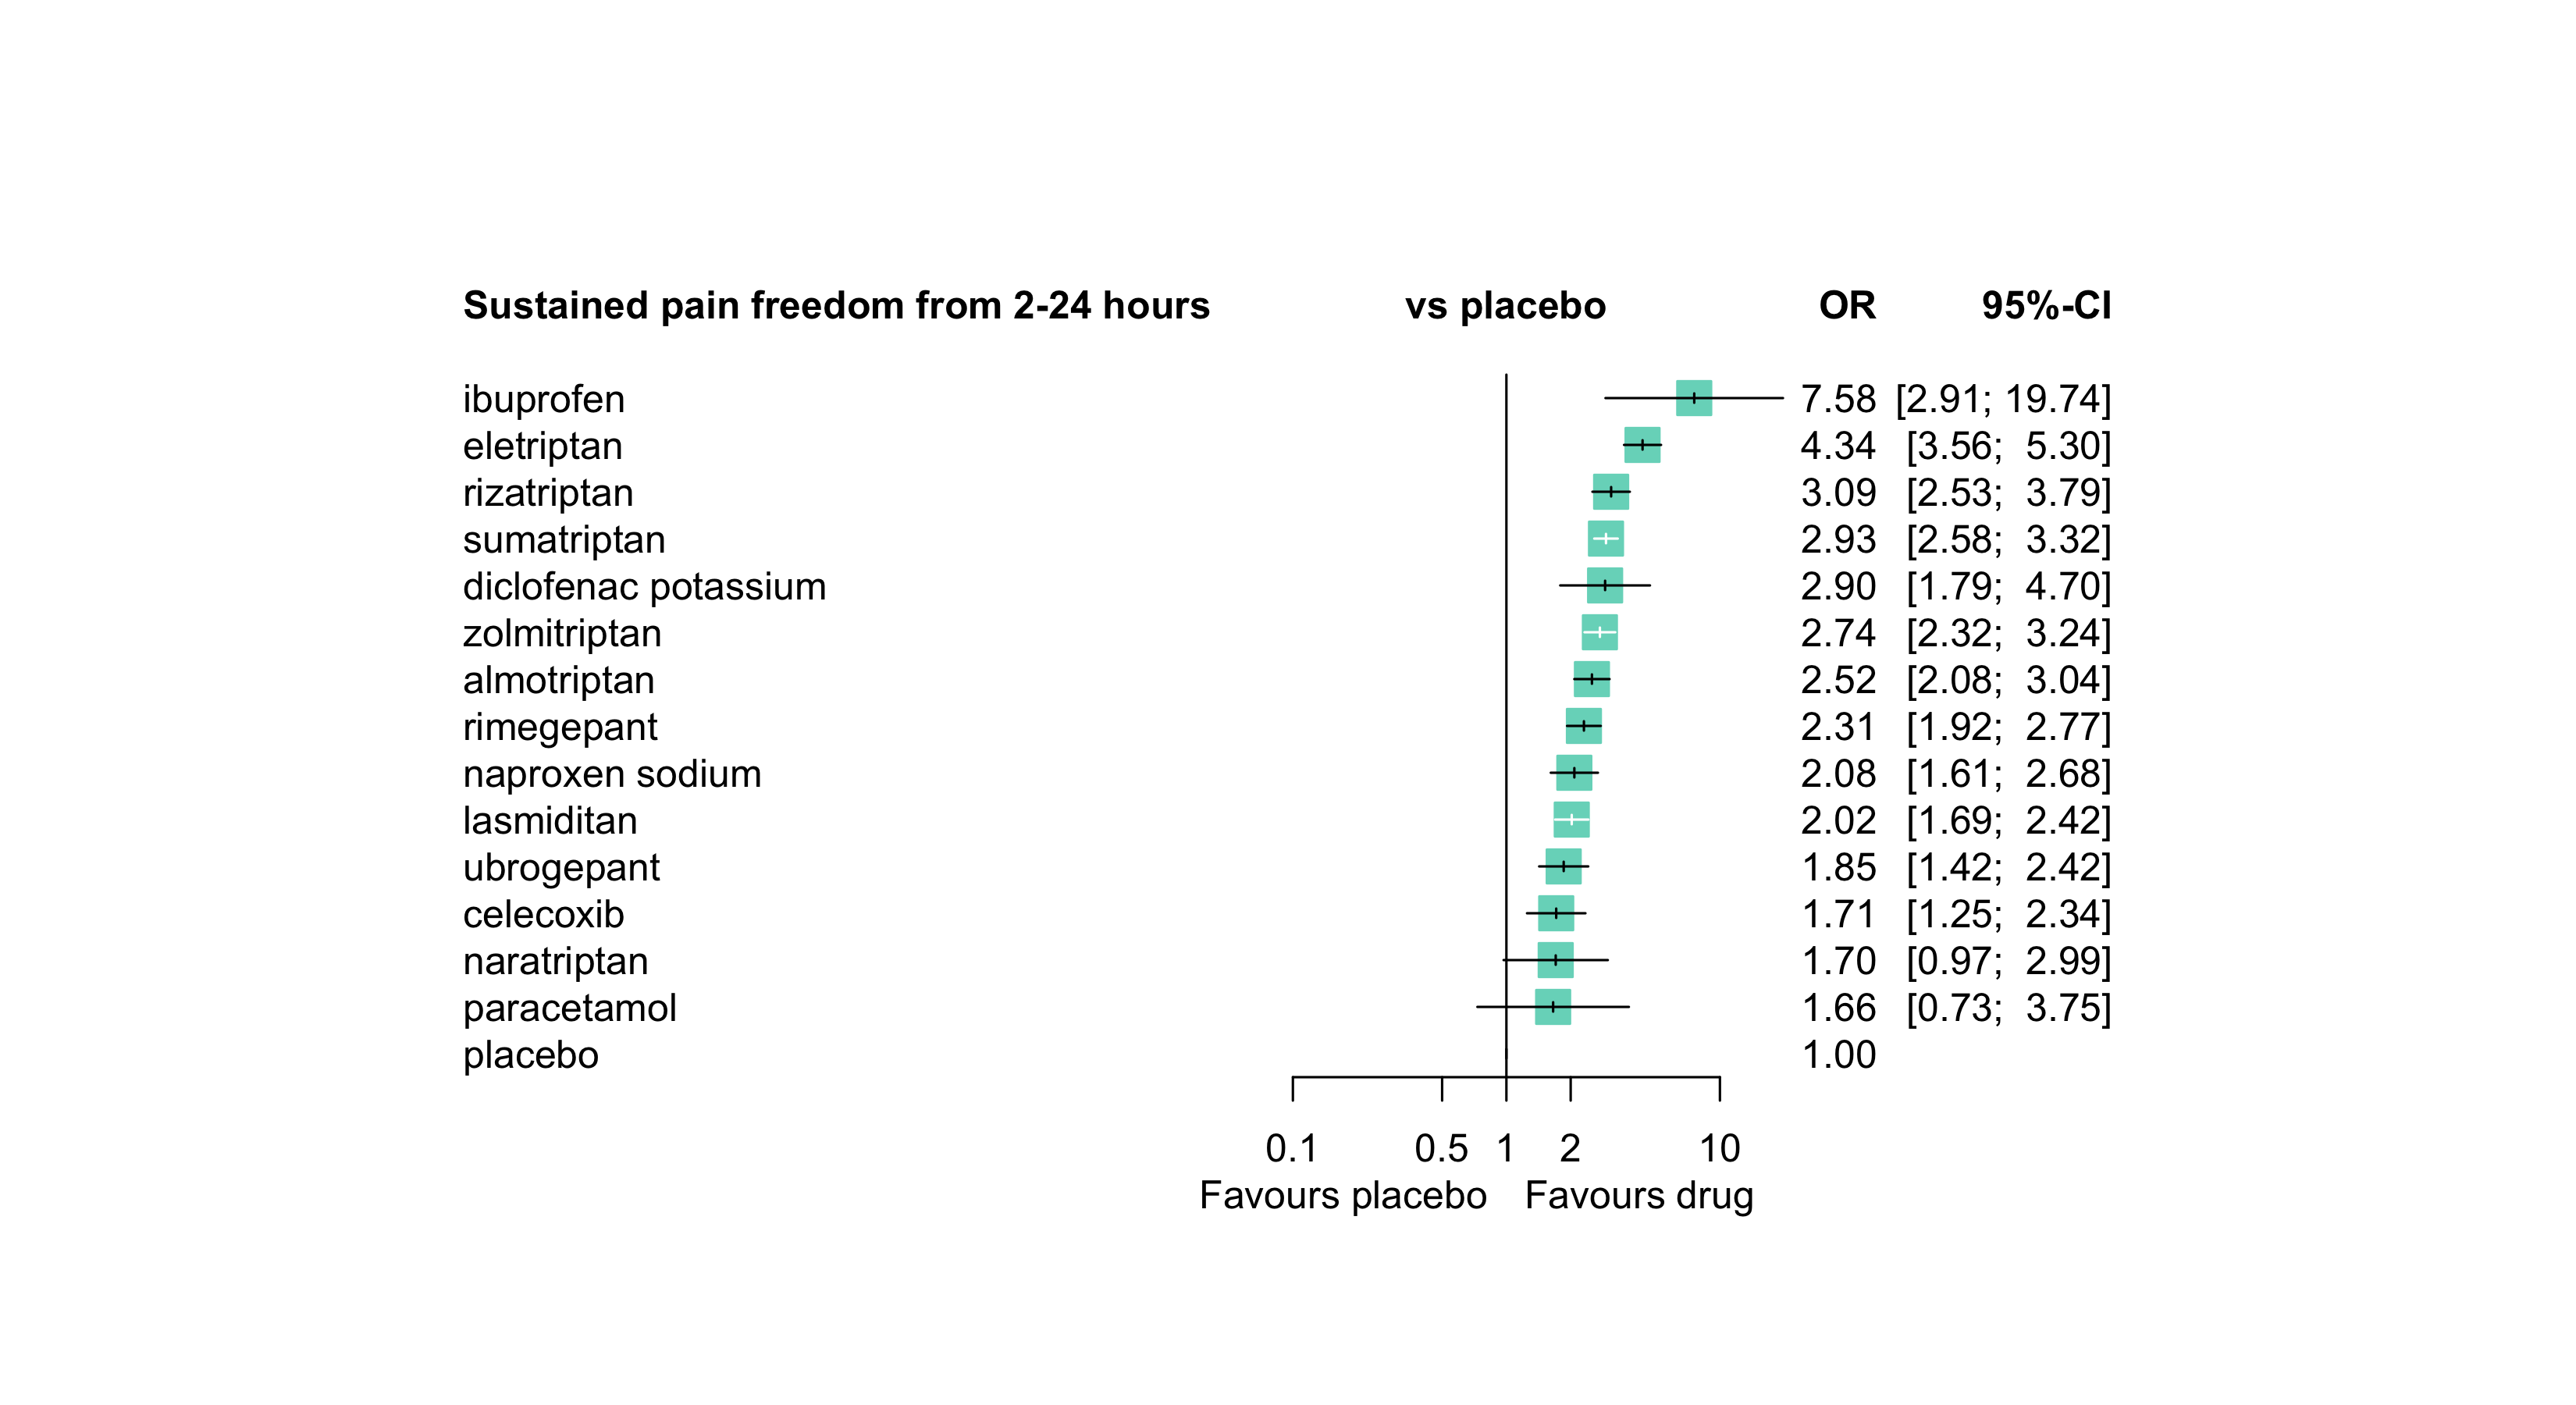 Sustained pain freedom from 2-24 hours vs placebo OR 95%-CI
ibuprofen 7.58 [2.91; 19.74]
eletriptan 4.34 [3.56; 5.30]
rizatriptan 3.09 [2.53; 3.79]
sumatriptan 2.93 [2.58; 3.32]
diclofenac potassium 2.90 [1.79; 4.70]
zolmitriptan 2.74 [2.32; 3.24]
almotriptan 2.52 [2.08; 3.04]
rimegepant 2.31 [1.92; 2.77]
naproxen sodium 2.08 [1.61; 2.68]
lasmiditan 2.02 [1.69; 2.42]
ubrogepant 1.85 [1.42; 2.42]
celecoxib 1.71 [1.25; 2.34]
naratriptan 1.70 [0.97; 2.99]
paracetamol 1.66 [0.73; 3.75]
placebo 1.00
0.1 0.5 1 2 10
Favours placebo Favours drug